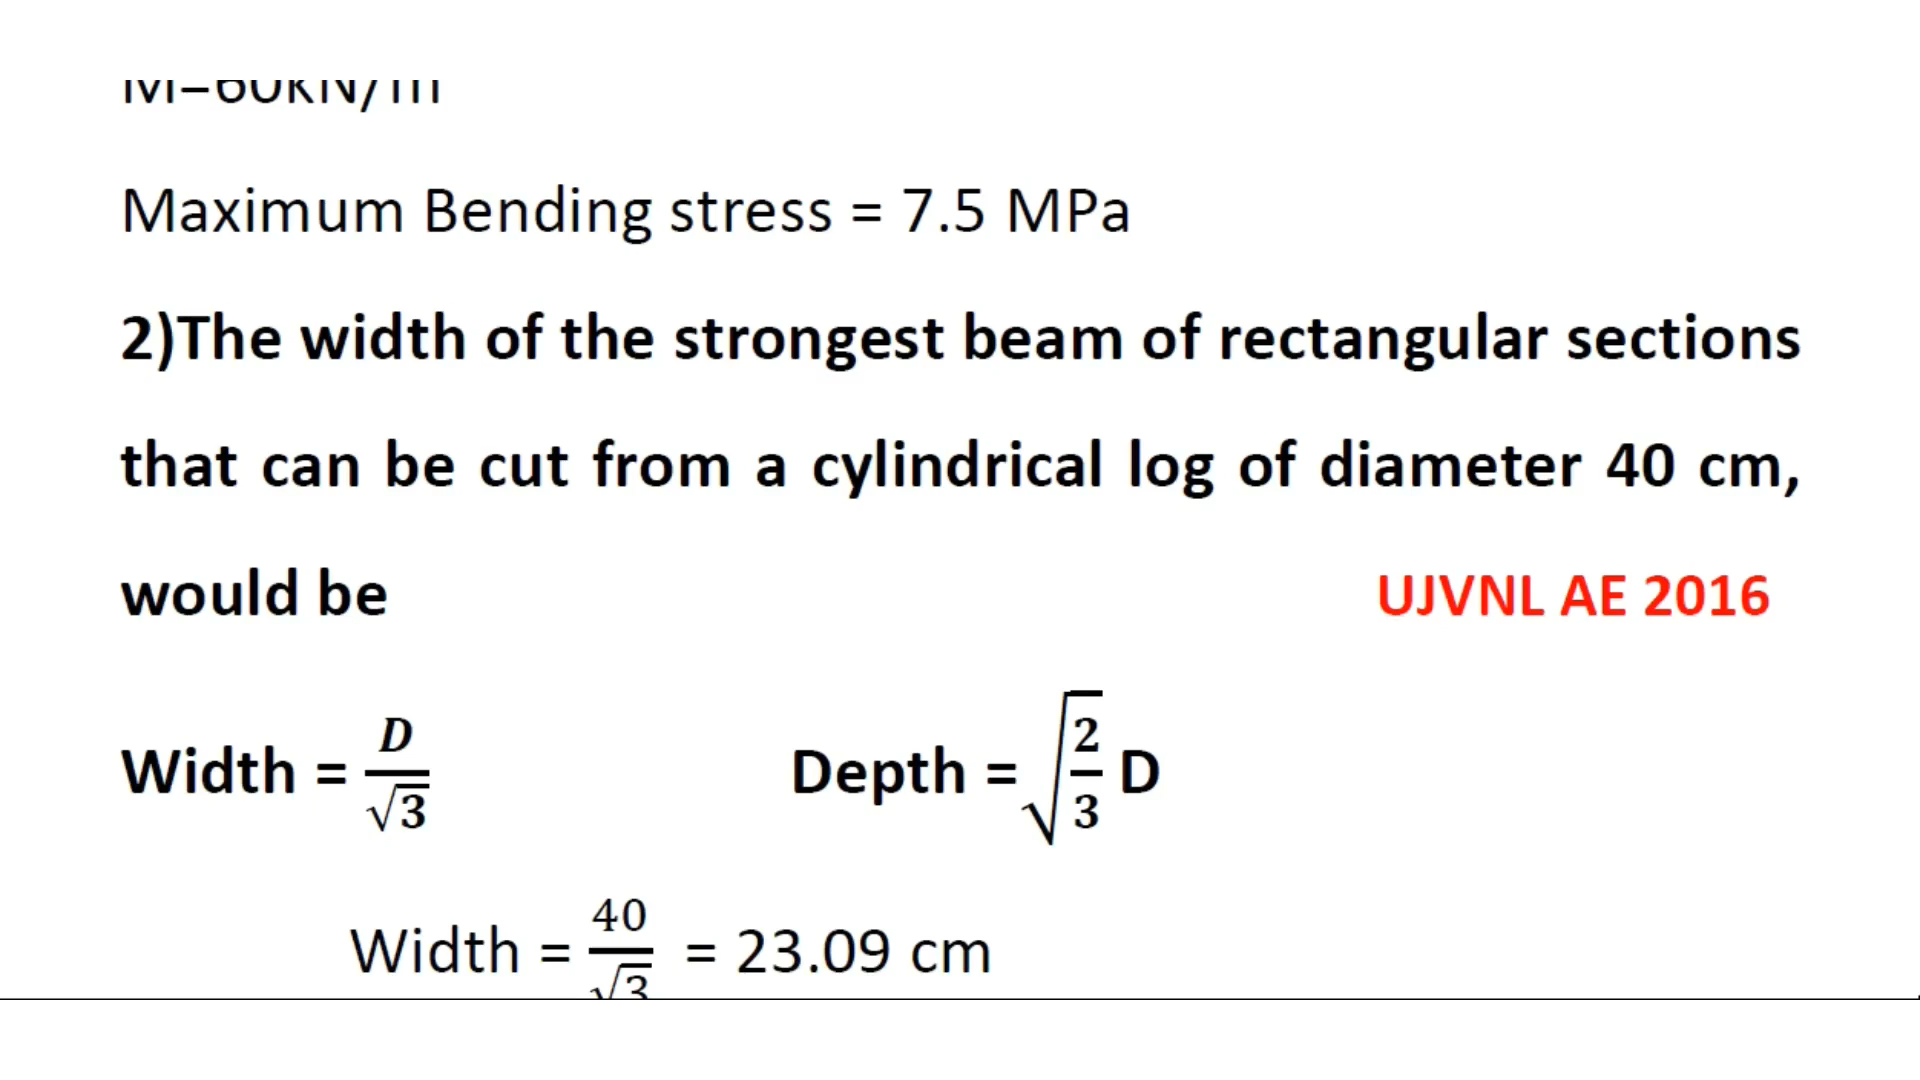 M=60kN/m
Maximum Bending stress = 7.5 MPa
2)The width of the strongest beam of rectangular sections
that can be cut from a cylindrical log of diameter 40 cm,
would be UJVNL AE 2016
Width = D/√3 Depth = √(2/3) D
Width = 40/√3 = 23.09 cm